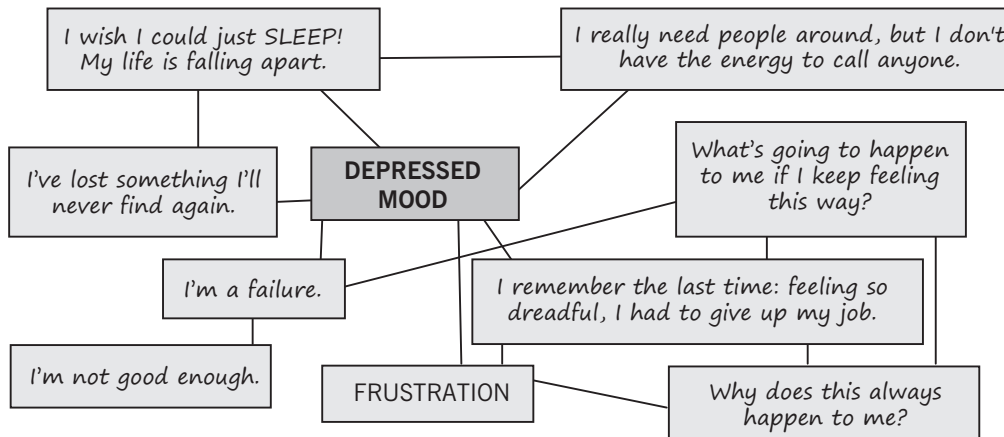 I wish I could just SLEEP!
My life is falling apart.
I really need people around, but I don't
have the energy to call anyone.
I've lost something I'll
never find again.
DEPRESSED
MOOD
What's going to happen
to me if I keep feeling
this way?
I'm a failure.
I remember the last time: feeling so
dreadful, I had to give up my job.
I'm not good enough.
FRUSTRATION
Why does this always
happen to me?